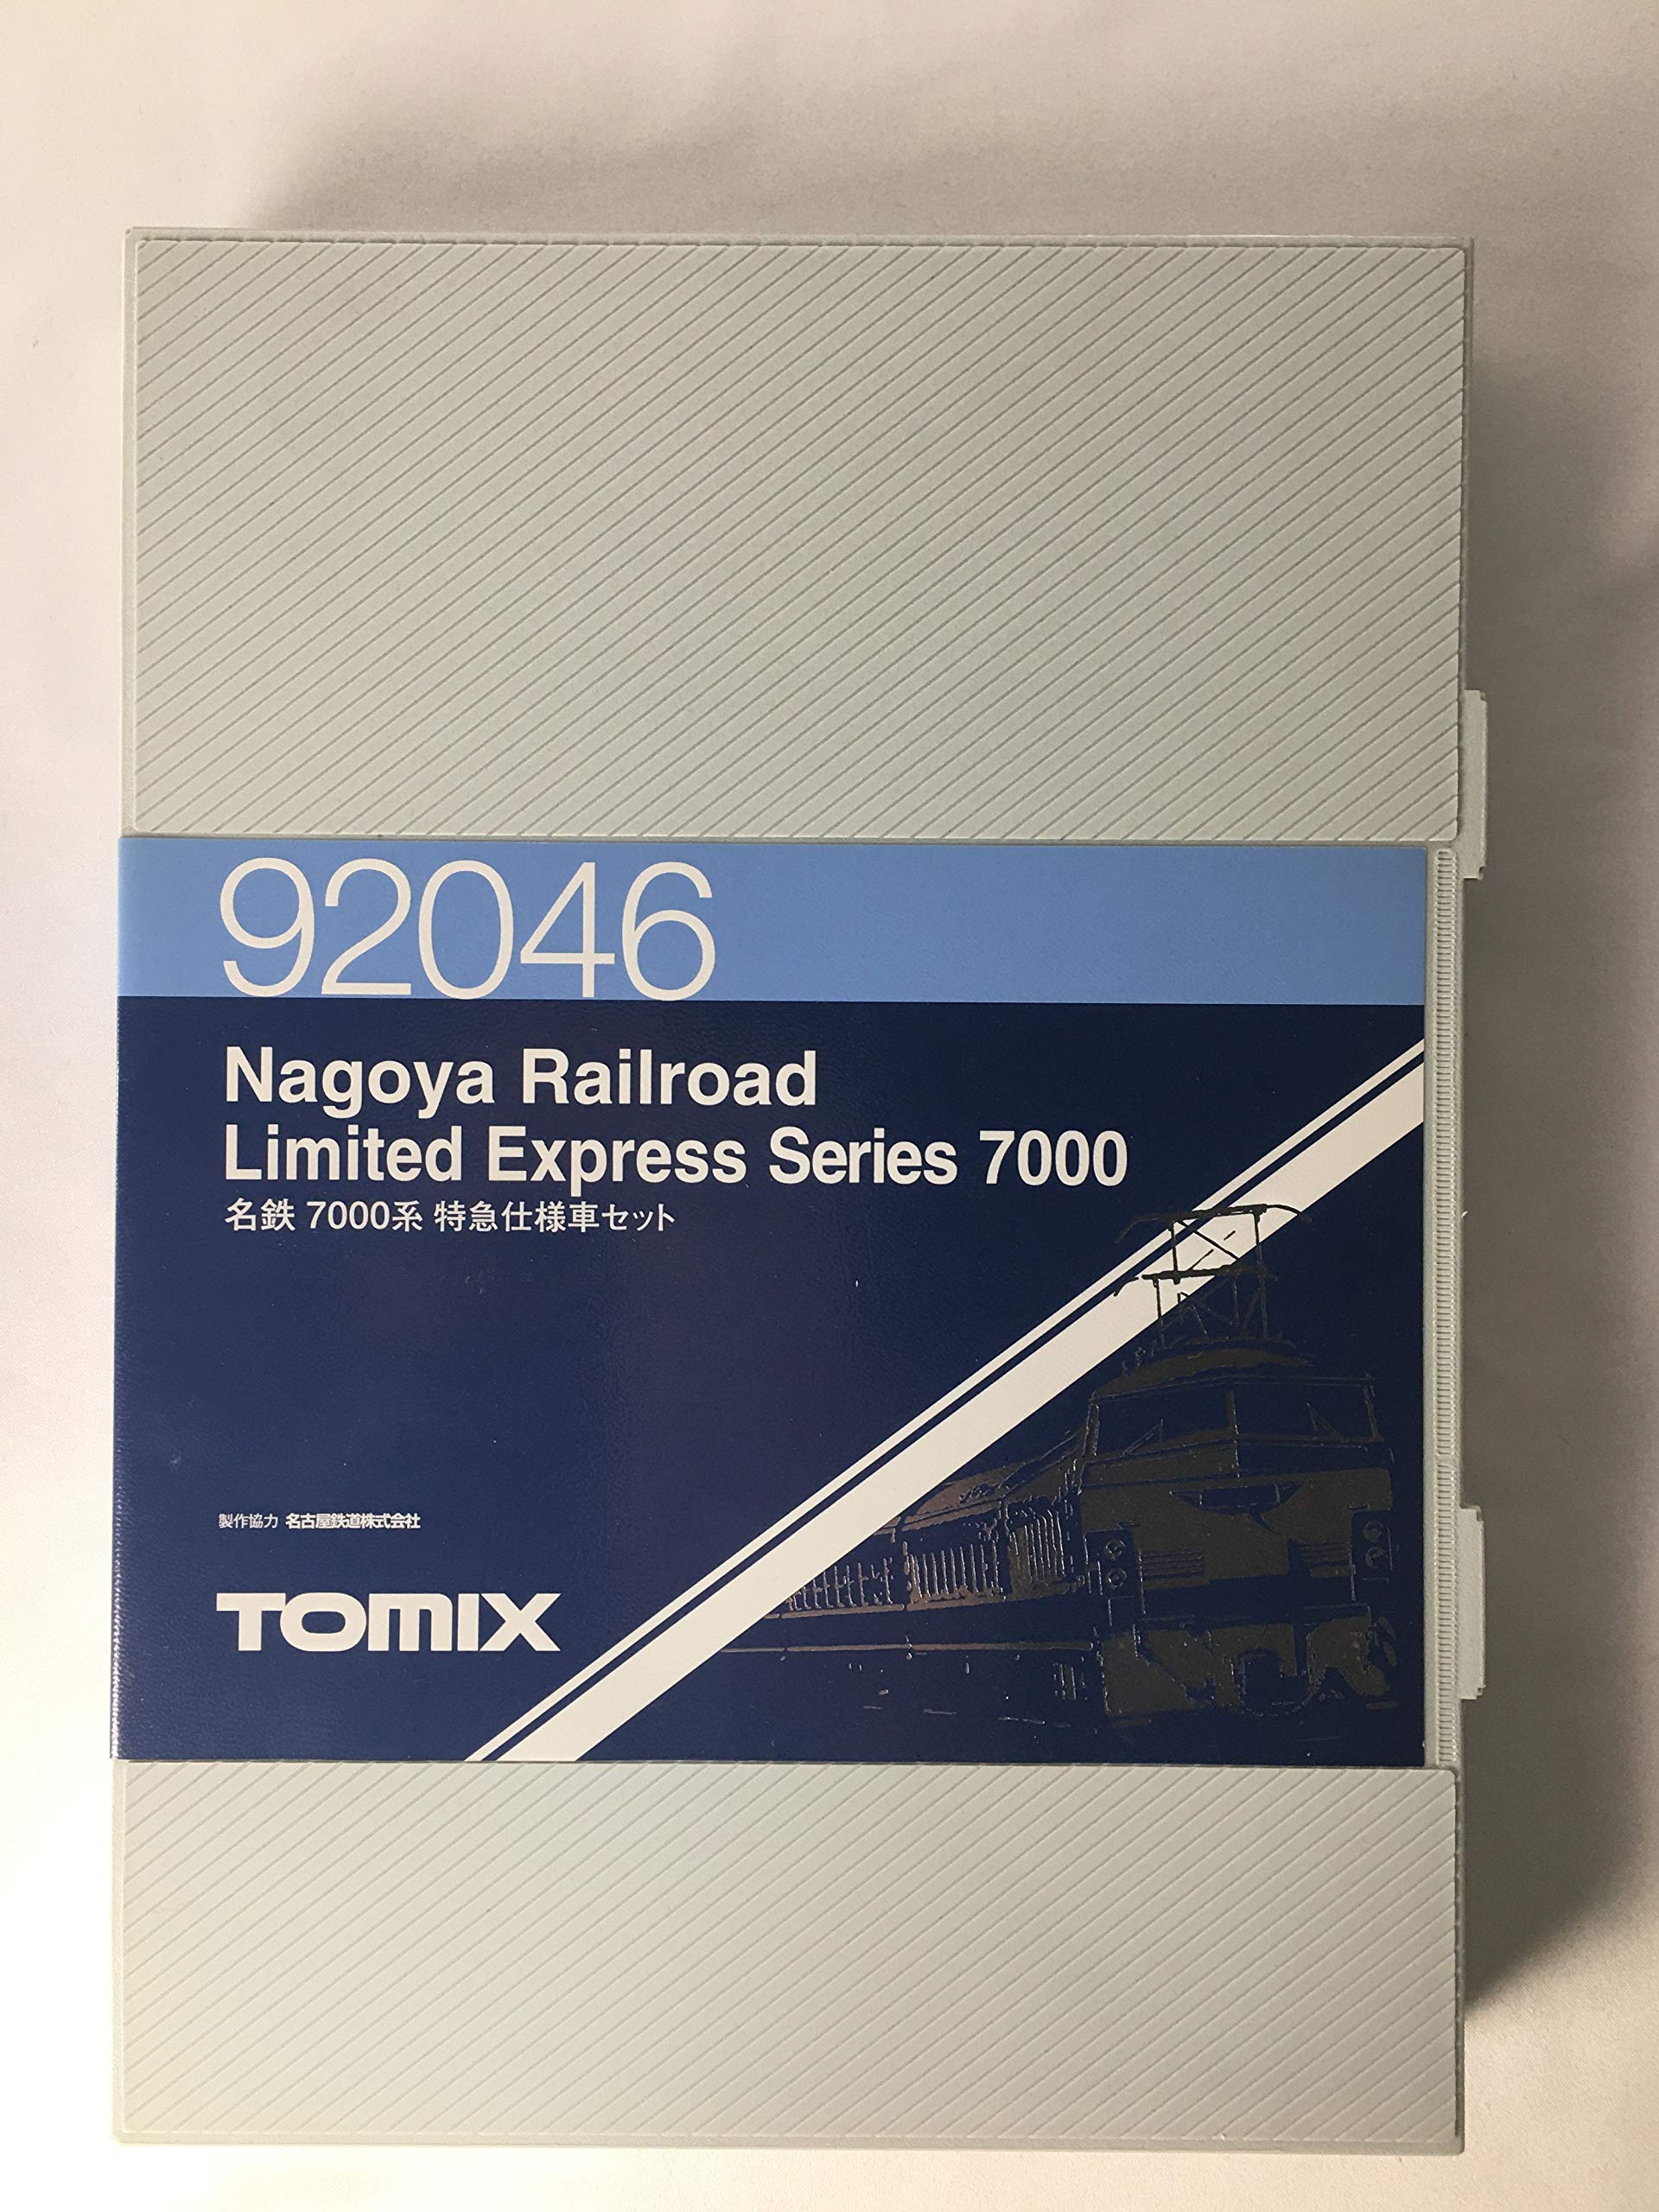 92046
Nagoya Railroad
Limited Express Series 7000
名鉄 7000系 特急仕様車セット
製作協力 名古屋鉄道株式会社
TOMIX